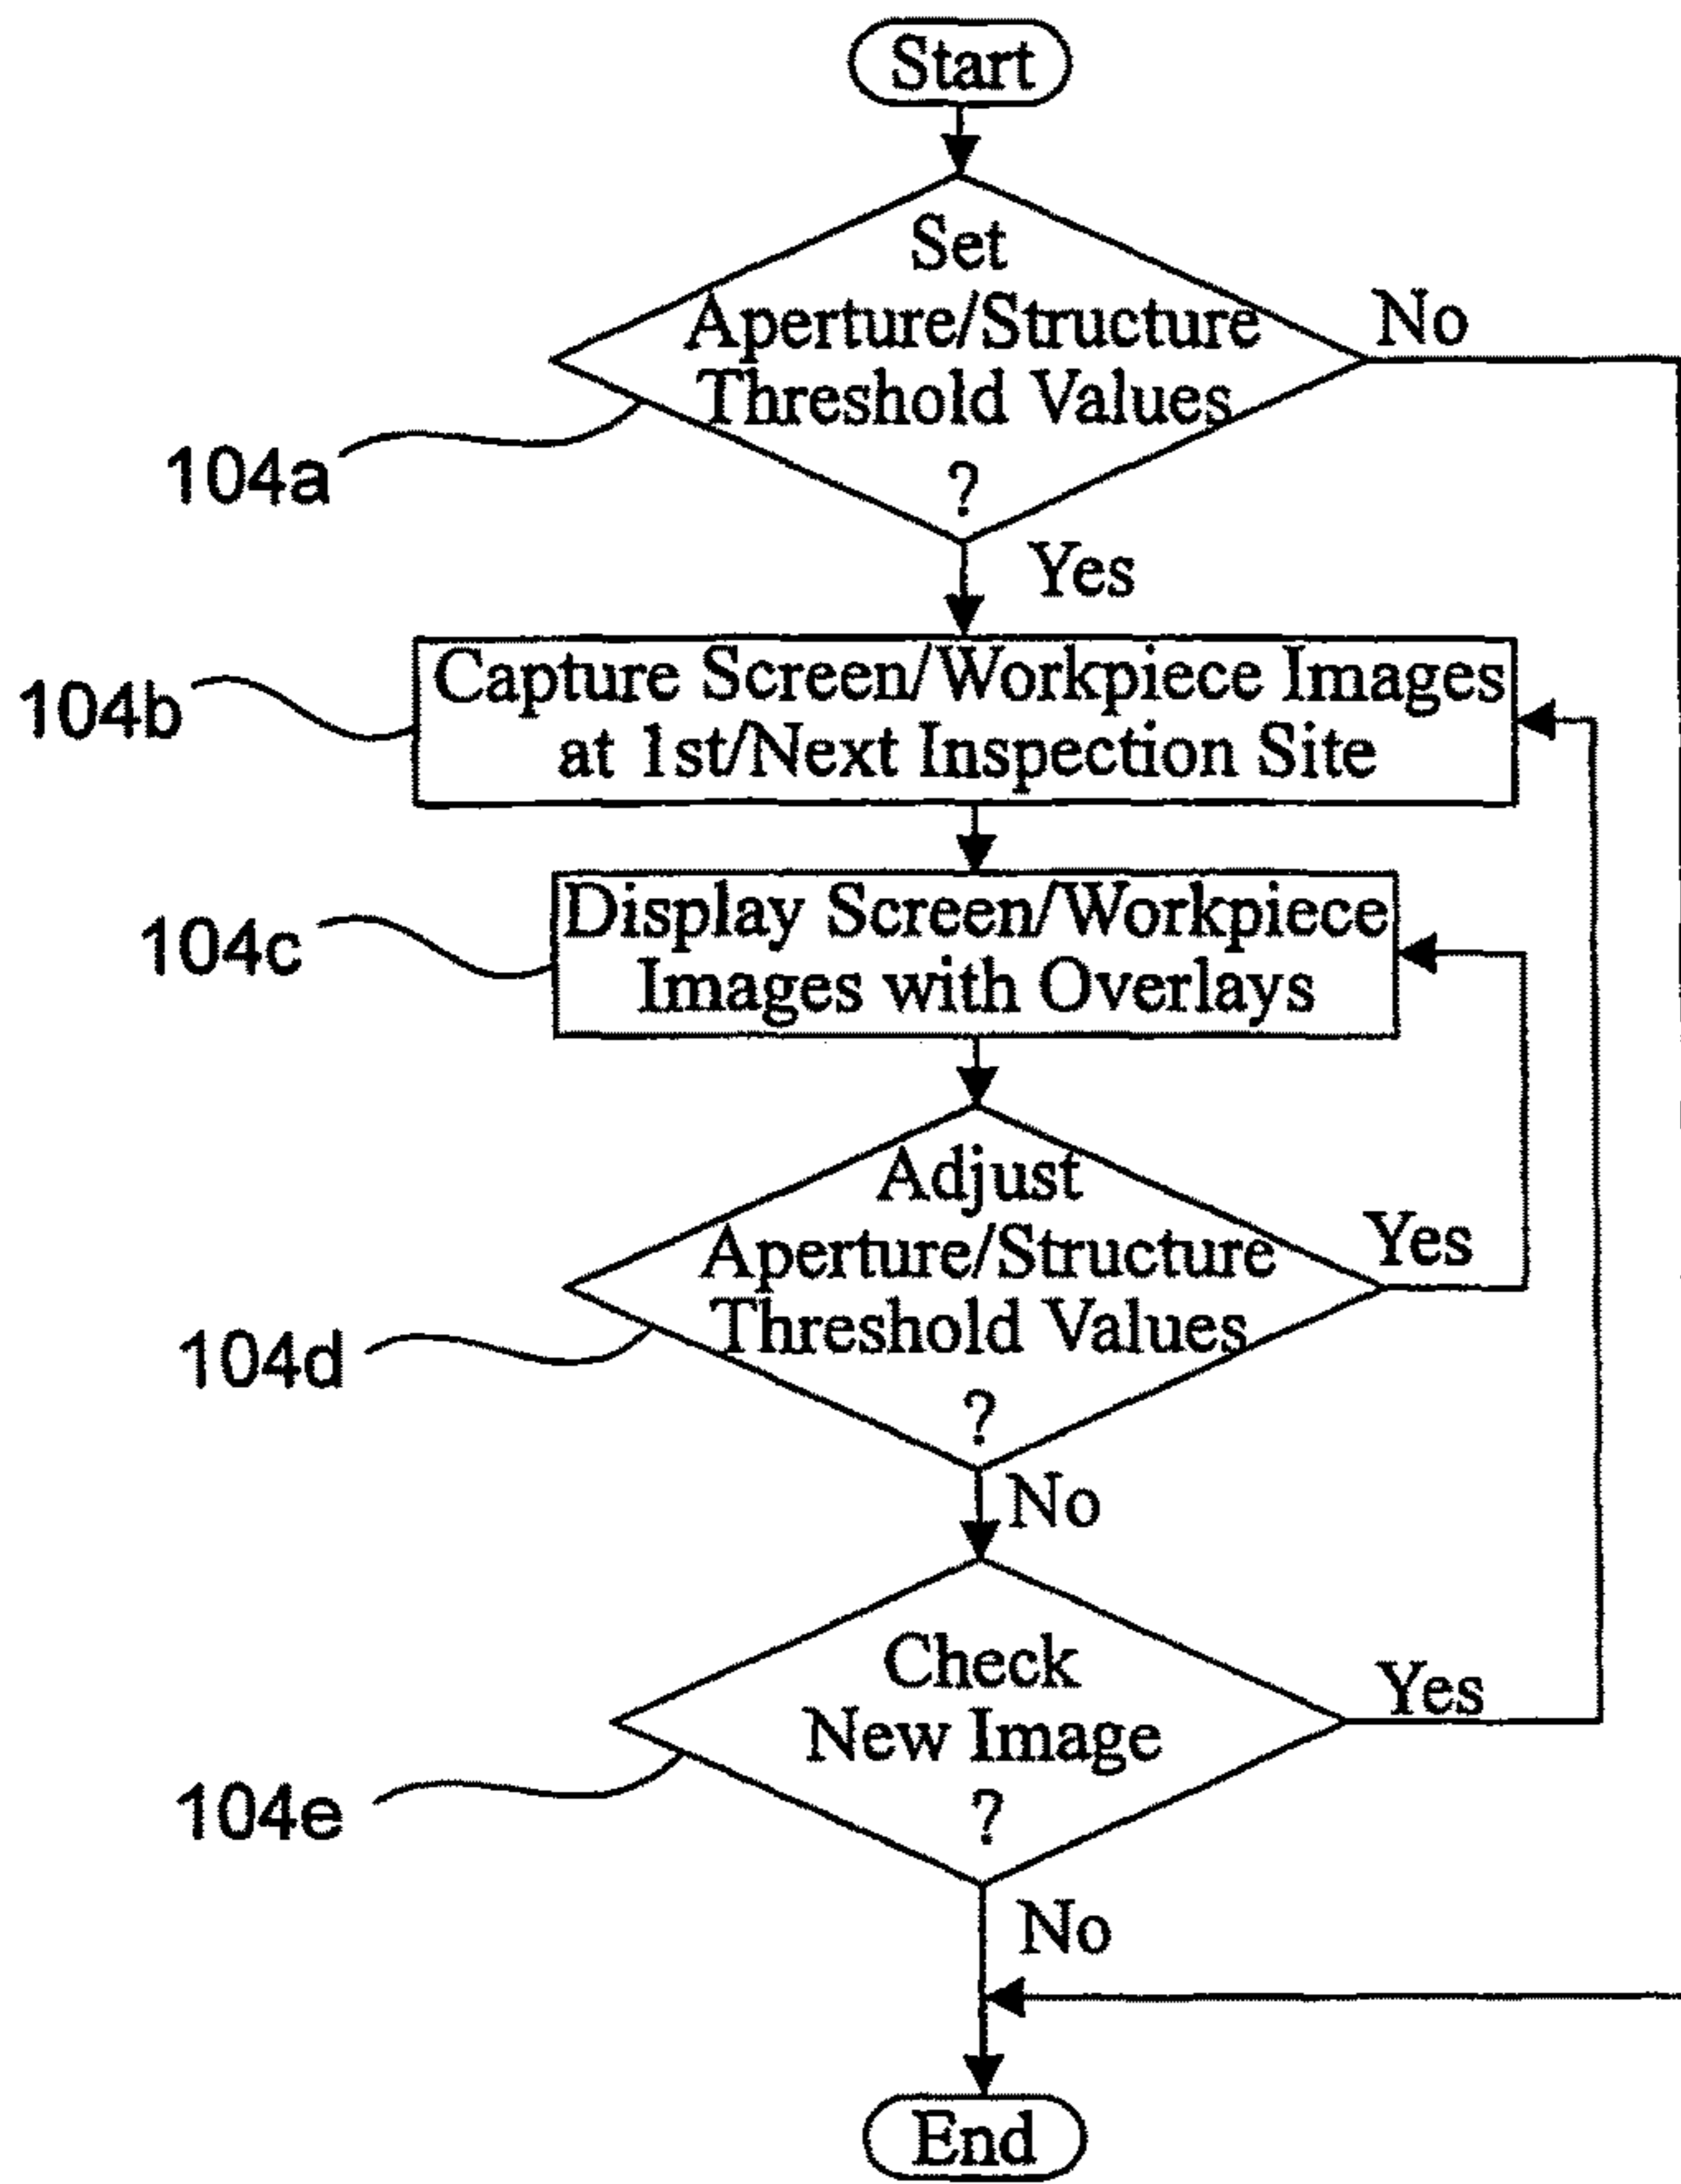 Start
Set
Aperture/Structure
Threshold Values
?
No
104a
Yes
Capture Screen/Workpiece Images
at 1st/Next Inspection Site
104b
Display Screen/Workpiece
Images with Overlays
104c
Adjust
Aperture/Structure
Threshold Values
?
Yes
104d
No
Check
New Image
?
Yes
104e
No
End